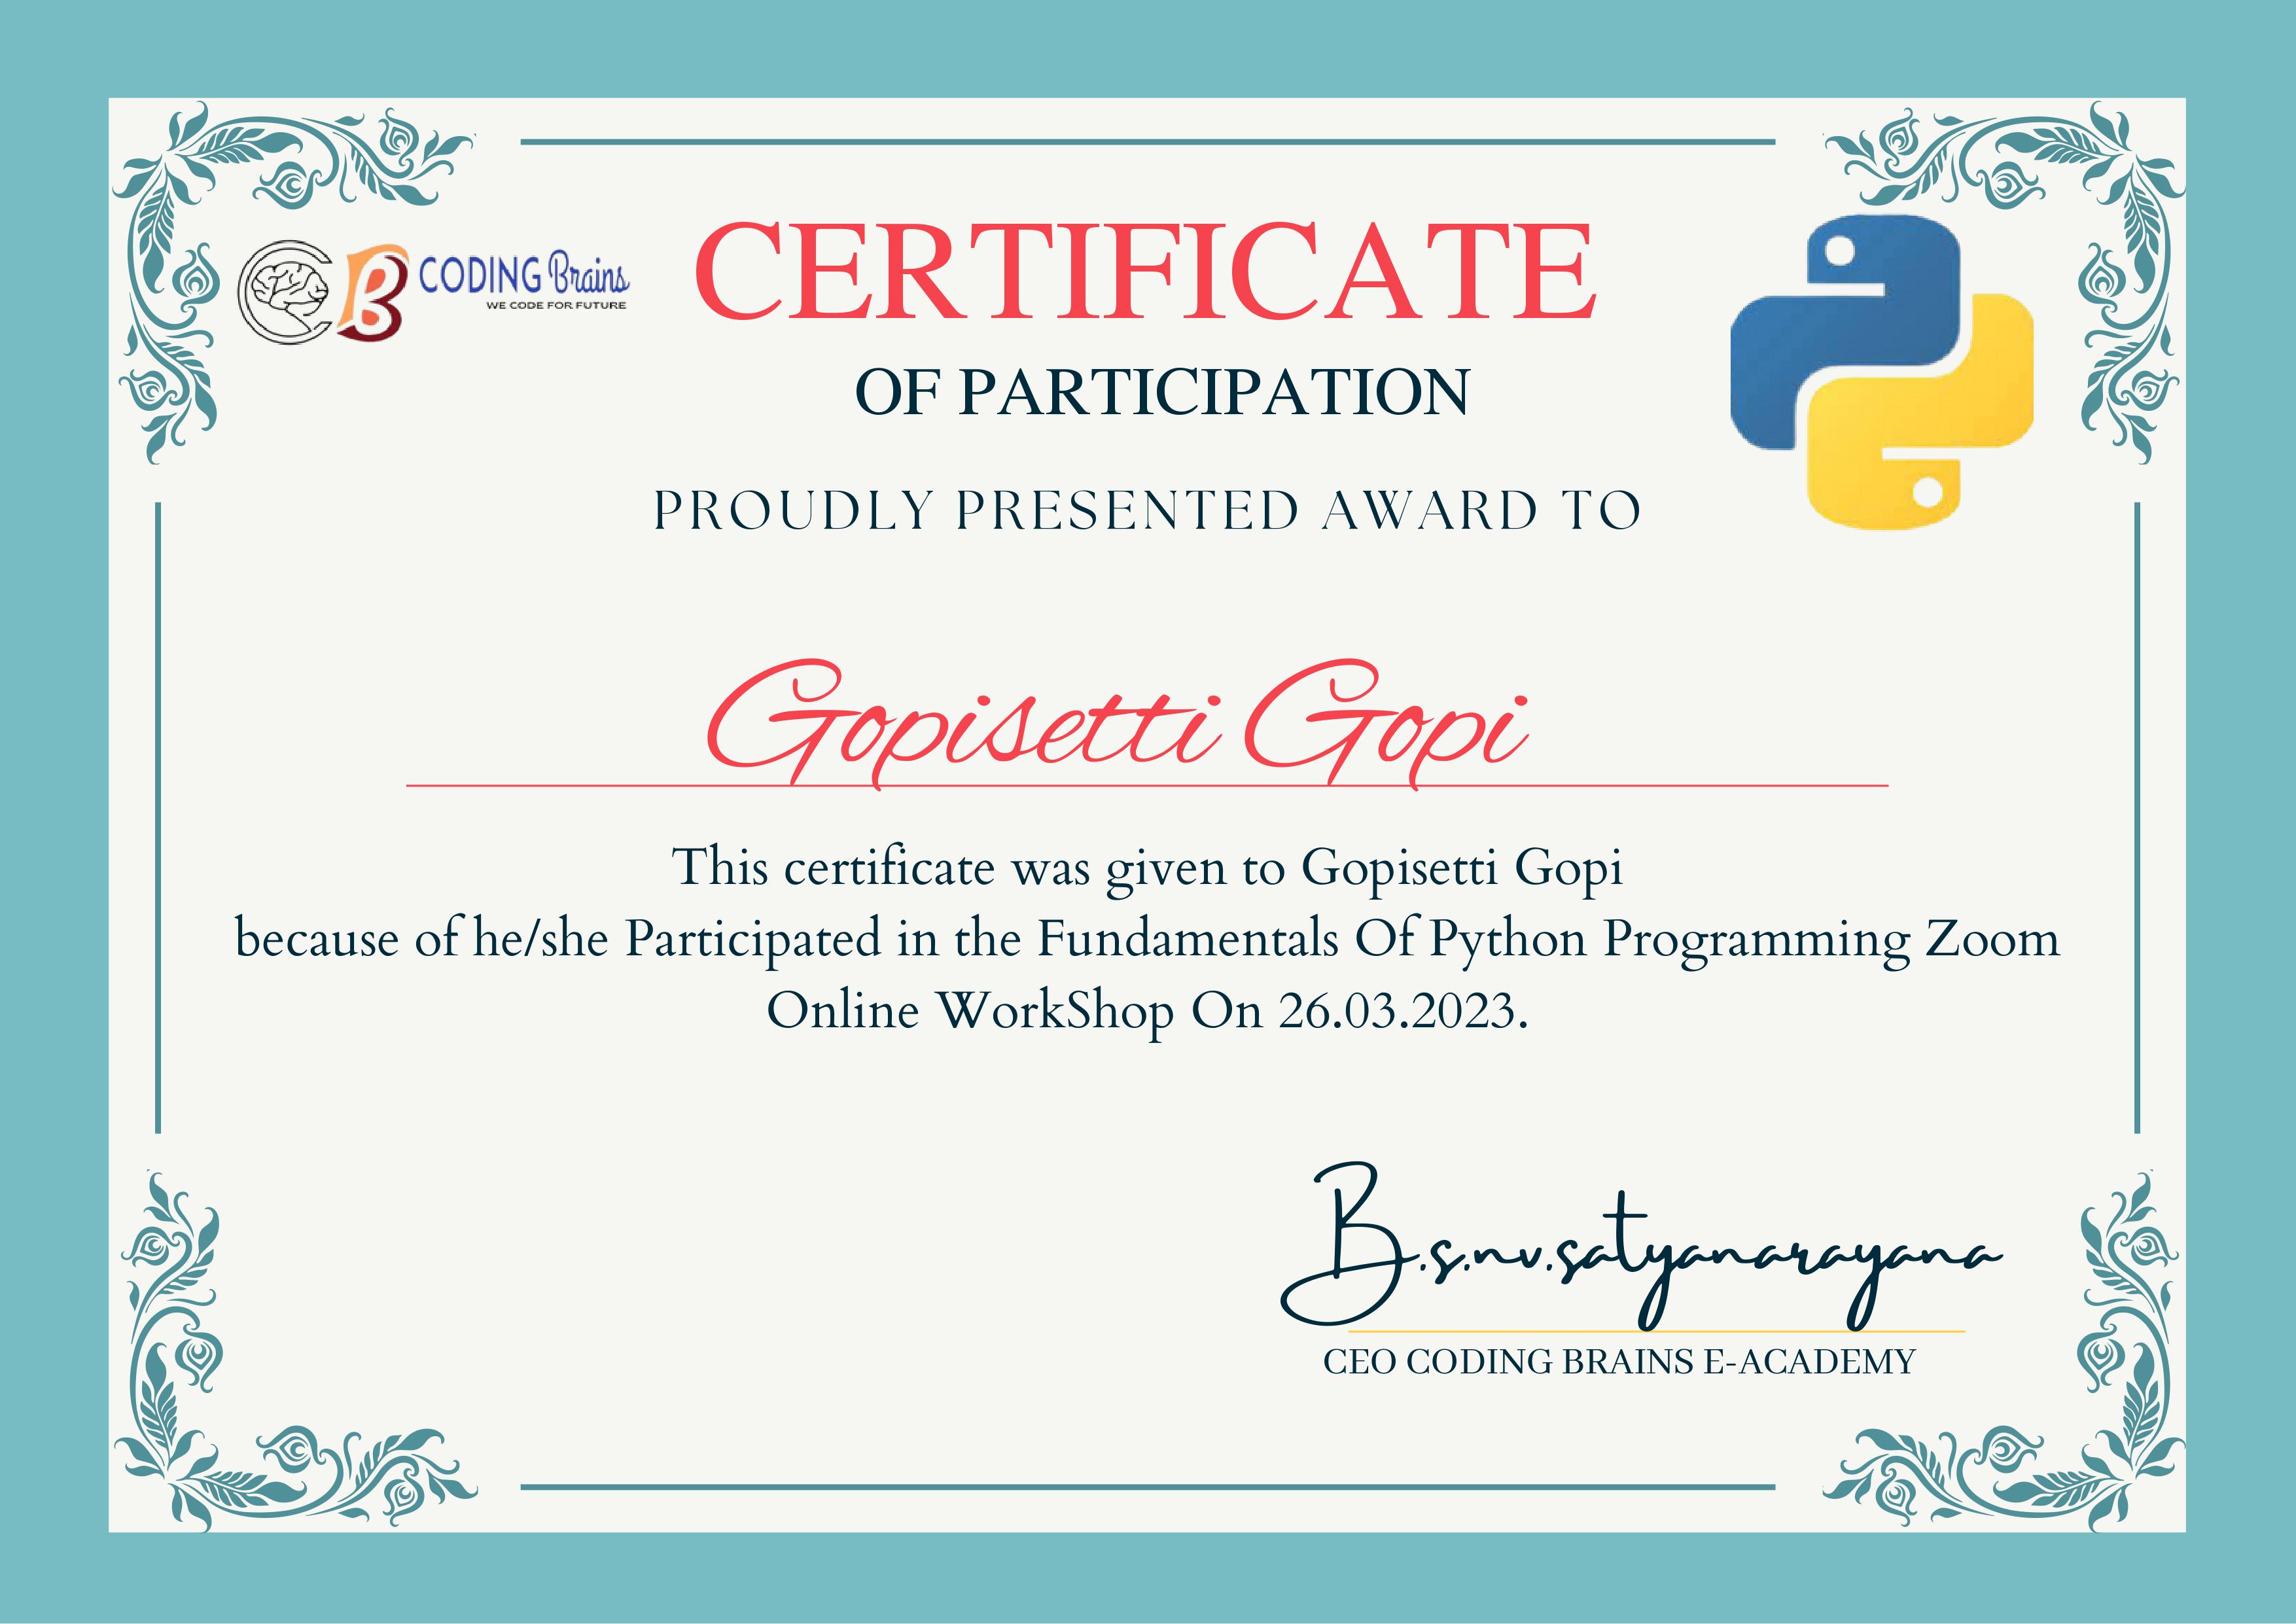 CODING Brains
WE CODE FOR FUTURE
CERTIFICATE
OF PARTICIPATION
PROUDLY PRESENTED AWARD TO
Gopisetti Gopi
This certificate was given to Gopisetti Gopi
because of he/she Participated in the Fundamentals Of Python Programming Zoom
Online WorkShop On 26.03.2023.
B.s.nv.satyanarayana
CEO CODING BRAINS E-ACADEMY